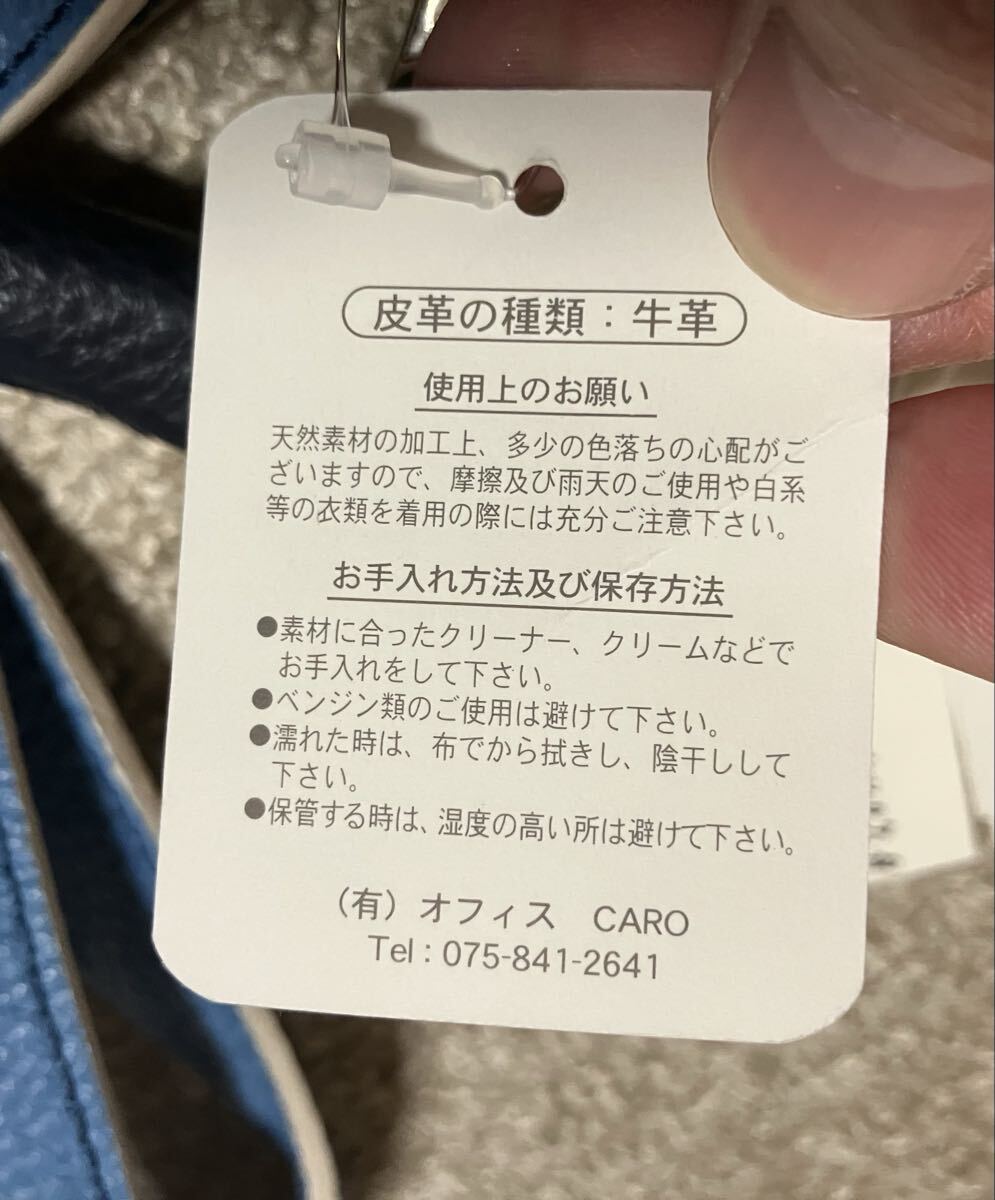 皮革の種類：牛革
使用上のお願い
天然素材の加工上、多少の色落ちの心配がご
ざいますので、摩擦及び雨天のご使用や白系
等の衣類を着用の際には充分ご注意下さい。
お手入れ方法及び保存方法
●素材に合ったクリーナー、クリームなどで
お手入れをして下さい。
●ベンジン類のご使用は避けて下さい。
●濡れた時は、布でから拭きし、陰干しして
下さい。
●保管する時は、湿度の高い所は避けて下さい。
（有）オフィス　CARO
Tel：075-841-2641